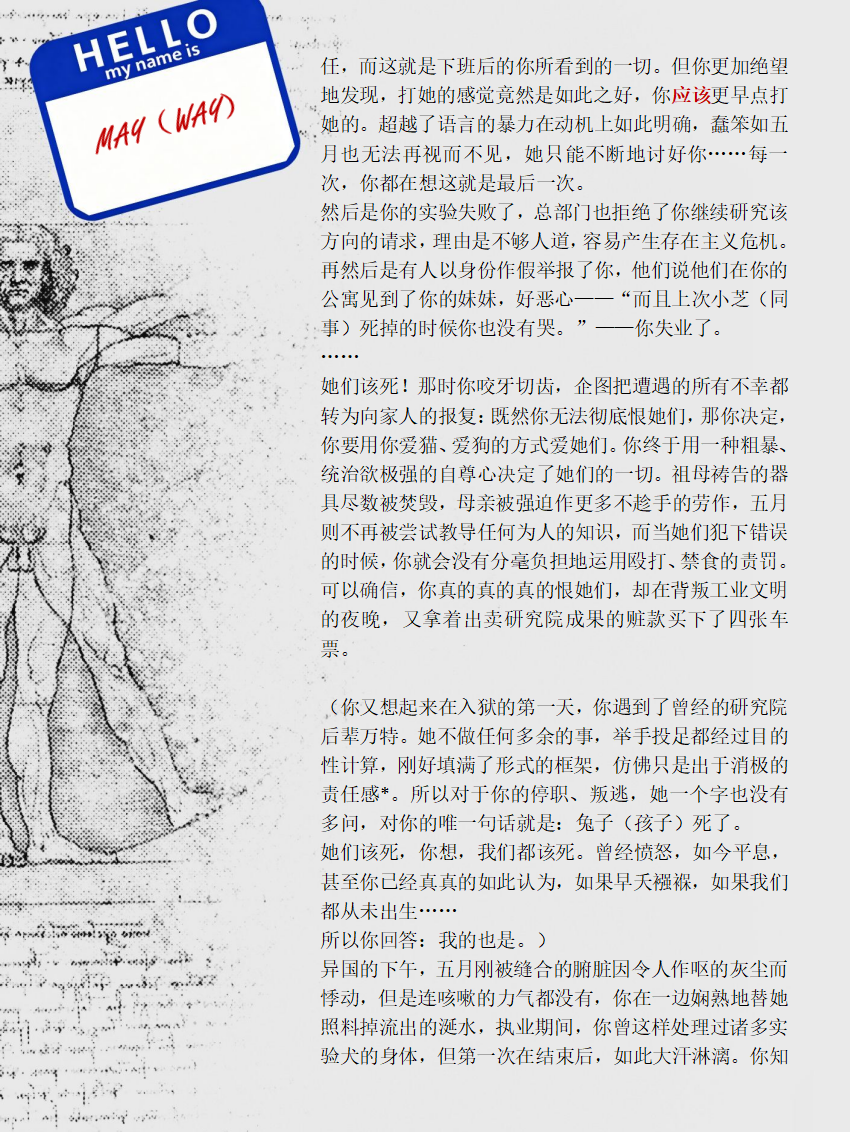 HELLO
my name is
MAY（WAY）
任，而这就是下班后的你所看到的一切。但你更加绝望
地发现，打她的感觉竟然是如此之好，你应该更早点打
她的。超越了语言的暴力在动机上如此明确，蠢笨如五
月也无法再视而不见，她只能不断地讨好你……每一
次，你都在想这就是最后一次。
然后是你的实验失败了，总部门也拒绝了你继续研究该
方向的请求，理由是不够人道，容易产生存在主义危机。
再然后是有人以身份作假举报了你，他们说他们在你的
公寓见到了你的妹妹，好恶心——“而且上次小芝（同
事）死掉的时候你也没有哭。”——你失业了。
……
她们该死！那时你咬牙切齿，企图把遭遇的所有不幸都
转为向家人的报复：既然你无法彻底恨她们，那你决定，
你要用你爱猫、爱狗的方式爱她们。你终于用一种粗暴、
统治欲极强的自尊心决定了她们的一切。祖母祷告的器
具尽数被焚毁，母亲被强迫作更多不趁手的劳作，五月
则不再被尝试教导任何为人的知识，而当她们犯下错误
的时候，你就会没有分毫负担地运用殴打、禁食的责罚。
可以确信，你真的真的真的恨她们，却在背叛工业文明
的夜晚，又拿着出卖研究院成果的赃款买下了四张车
票。
（你又想起来在入狱的第一天，你遇到了曾经的研究院
后辈万特。她不做任何多余的事，举手投足都经过目的
性计算，刚好填满了形式的框架，仿佛只是出于消极的
责任感*。所以对于你的停职、叛逃，她一个字也没有
多问，对你的唯一句话就是：兔子（孩子）死了。
她们该死，你想，我们都该死。曾经愤怒，如今平息，
甚至你已经真真的如此认为，如果早夭襁褓，如果我们
都从未出生……
所以你回答：我的也是。）
异国的下午，五月刚被缝合的腑脏因令人作呕的灰尘而
悸动，但是连咳嗽的力气都没有，你在一边娴熟地替她
照料掉流出的涎水，执业期间，你曾这样处理过诸多实
验犬的身体，但第一次在结束后，如此大汗淋漓。你知